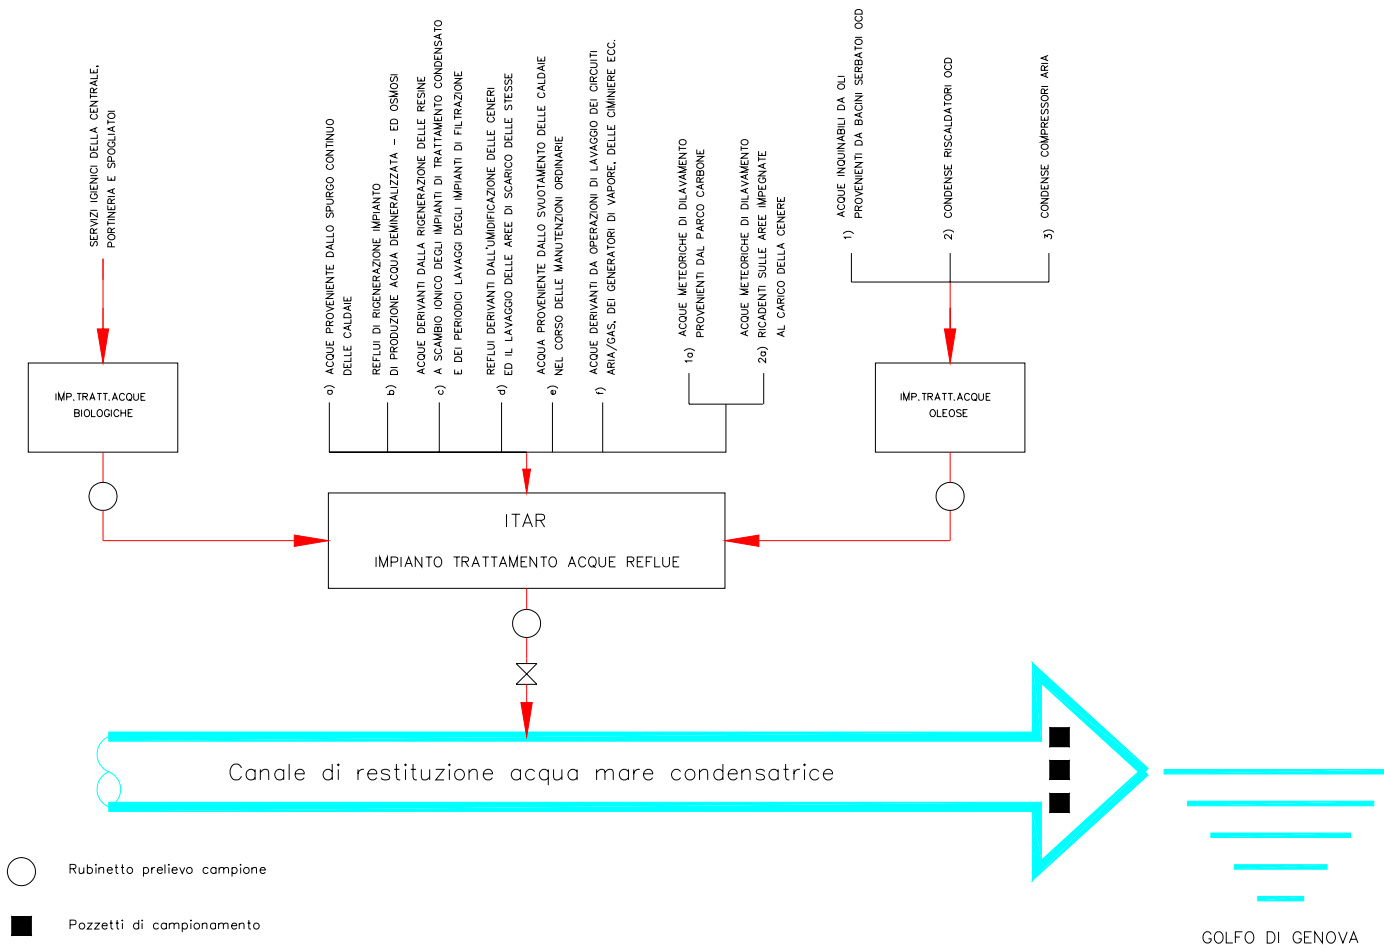 SERVIZI IGIENICI DELLA CENTRALE,
PORTINERIA E SPOGLIATOI
a) ACQUE PROVENIENTE DALLO SPURGO CONTINUO
DELLE CALDAIE
REFLUI DI RIGENERAZIONE IMPIANTO
b) DI PRODUZIONE ACQUA DEMINERALIZZATA - ED OSMOSI
ACQUE DERIVANTI DALLA RIGENERAZIONE DELLE RESINE
c) A SCAMBIO IONICO DEGLI IMPIANTI DI TRATTAMENTO CONDENSATO
E DEI PERIODICI LAVAGGI DEGLI IMPIANTI DI FILTRAZIONE
REFLUI DERIVANTI DALL'UMIDIFICAZIONE DELLE CENERI
d) ED IL LAVAGGIO DELLE AREE DI SCARICO DELLE STESSE
ACQUA PROVENIENTE DALLO SVUOTAMENTO DELLE CALDAIE
e) NEL CORSO DELLE MANUTENZIONI ORDINARIE
ACQUE DERIVANTI DA OPERAZIONI DI LAVAGGIO DEI CIRCUITI
f) ARIA/GAS, DEI GENERATORI DI VAPORE, DELLE CIMINIERE ECC.
ACQUE METEORICHE DI DILAVAMENTO
1a) PROVENIENTI DAL PARCO CARBONE
ACQUE METEORICHE DI DILAVAMENTO
2a) RICADENTI SULLE AREE IMPEGNATE
AL CARICO DELLA CENERE
ACQUE INQUINABILI DA OLI
1) PROVENIENTI DA BACINI SERBATOI OCD
2) CONDENSE RISCALDATORI OCD
3) CONDENSE COMPRESSORI ARIA
IMP.TRATT.ACQUE
BIOLOGICHE
IMP.TRATT.ACQUE
OLEOSE
ITAR
IMPIANTO TRATTAMENTO ACQUE REFLUE
Canale di restituzione acqua mare condensatrice
Rubinetto prelievo campione
Pozzetti di campionamento
GOLFO DI GENOVA